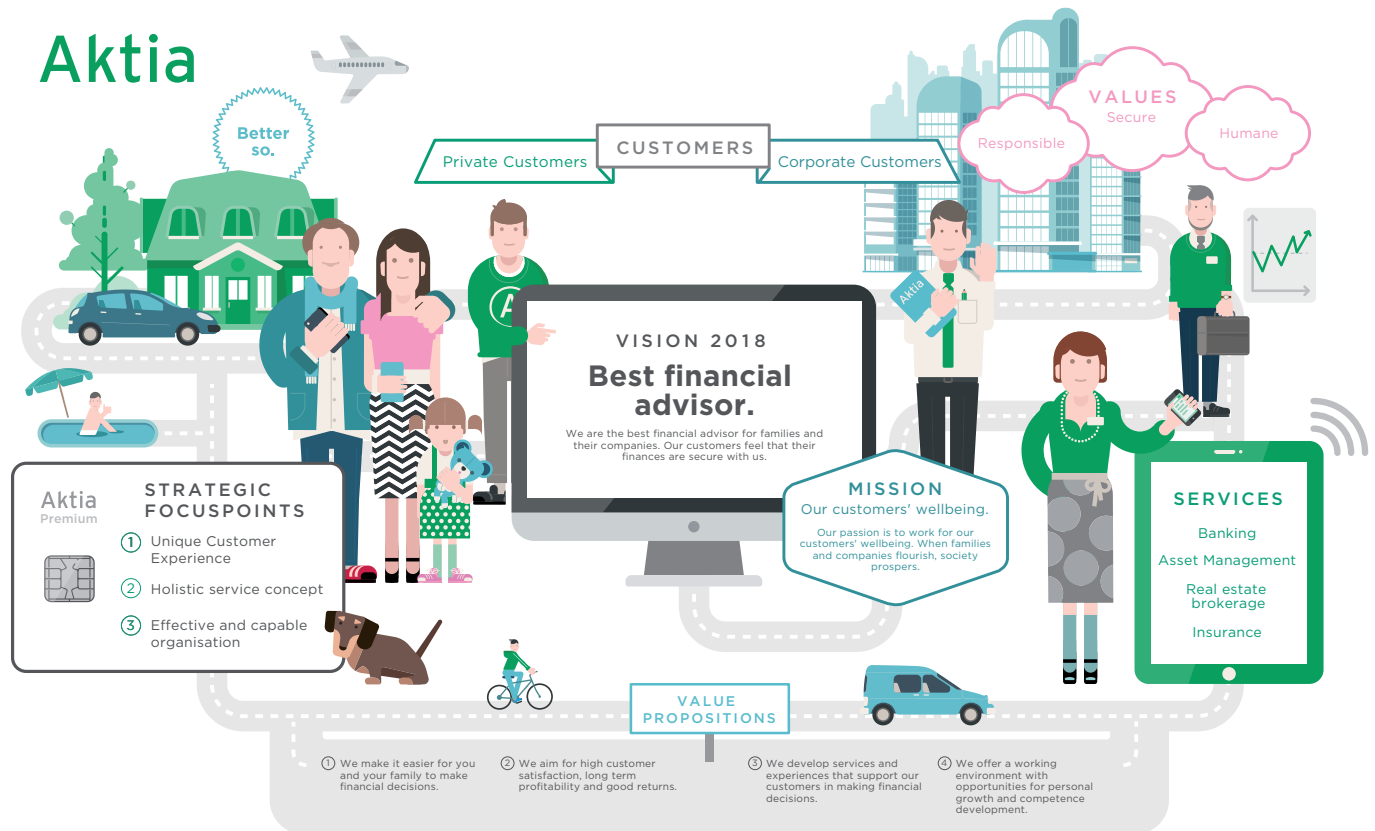 Aktia
Better
so.
Private Customers
CUSTOMERS
Corporate Customers
VALUES
Secure
Responsible
Humane
A
Aktia
VISION 2018
Best financial
advisor.
We are the best financial advisor for families and
their companies. Our customers feel that their
finances are secure with us.
MISSION
Our customers' wellbeing.
Our passion is to work for our
customers' wellbeing. When families
and companies flourish, society
prospers.
Aktia
Premium
STRATEGIC
FOCUSPOINTS
1 Unique Customer
Experience
2 Holistic service concept
3 Effective and capable
organisation
SERVICES
Banking
Asset Management
Real estate
brokerage
Insurance
VALUE
PROPOSITIONS
1 We make it easier for you
and your family to make
financial decisions.
2 We aim for high customer
satisfaction, long term
profitability and good returns.
3 We develop services and
experiences that support our
customers in making financial
decisions.
4 We offer a working
environment with
opportunities for personal
growth and competence
development.